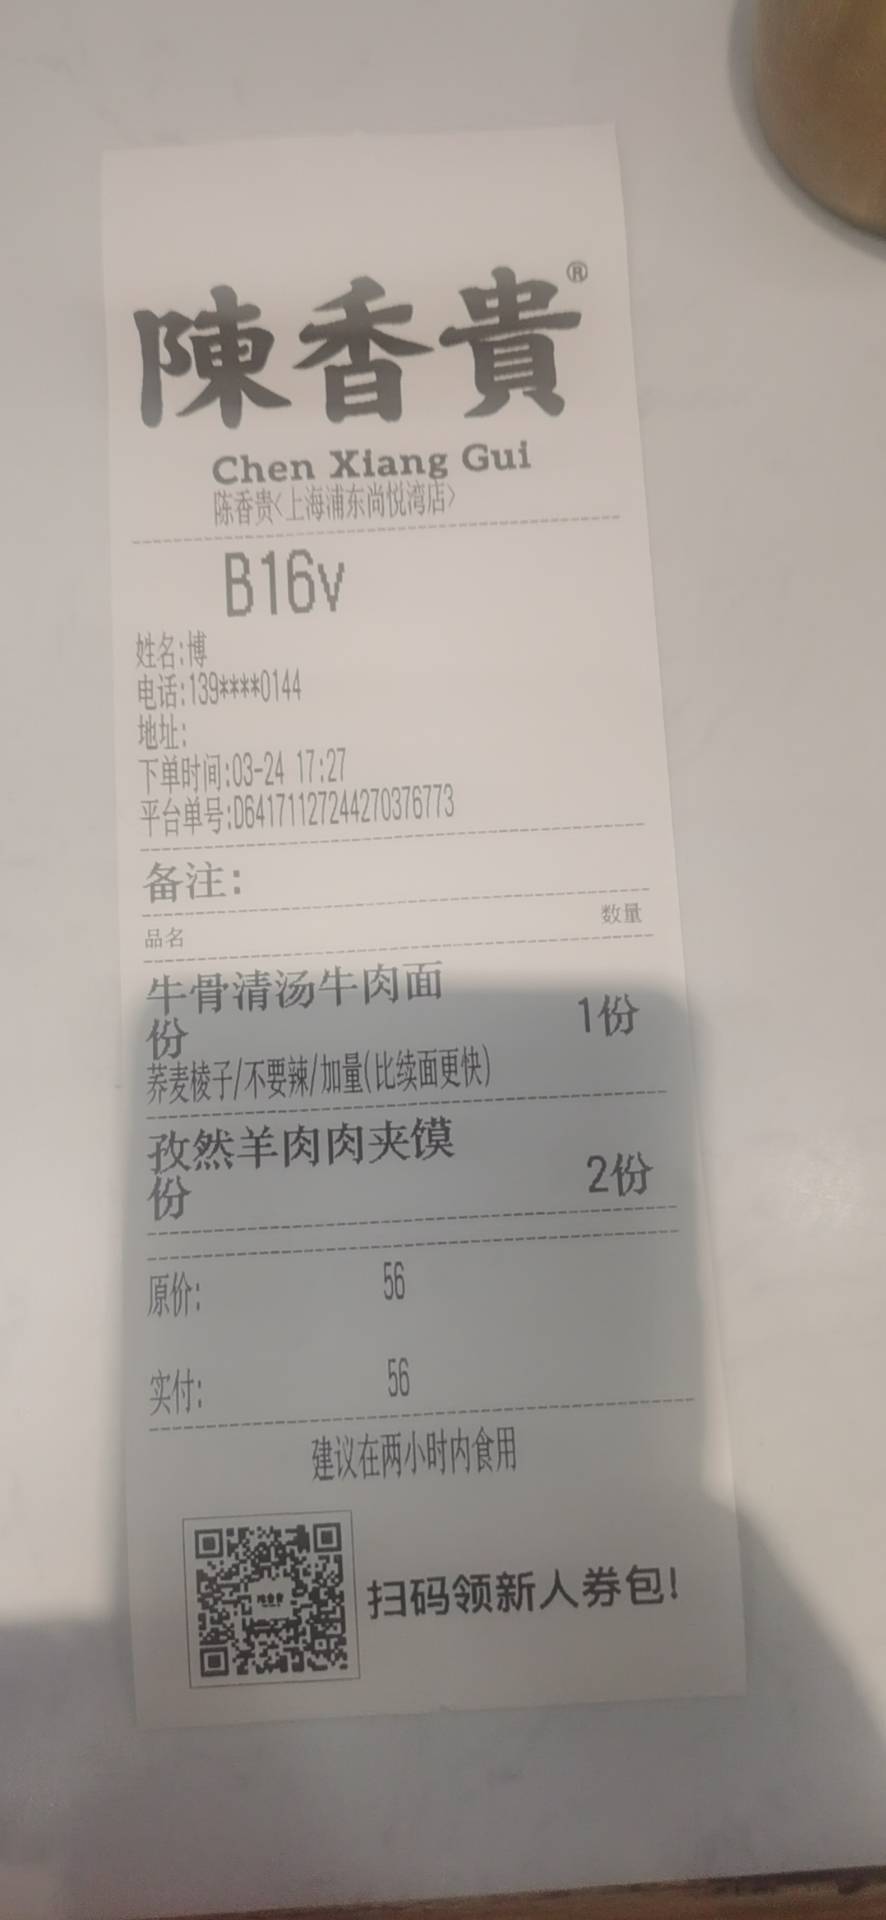 陳香貴®
Chen Xiang Gui
陈香贵<上海浦东尚悦湾店>
B16v
姓名:博
电话:139****0144
地址:
下单时间:03-24 17:27
平台单号:D64171127244270376773
备注:
品名 数量
牛骨清汤牛肉面
份 1份
荞麦棱子/不要辣/加量(比续面更快)
孜然羊肉肉夹馍
份 2份
原价: 56
实付: 56
建议在两小时内食用
扫码领新人券包!